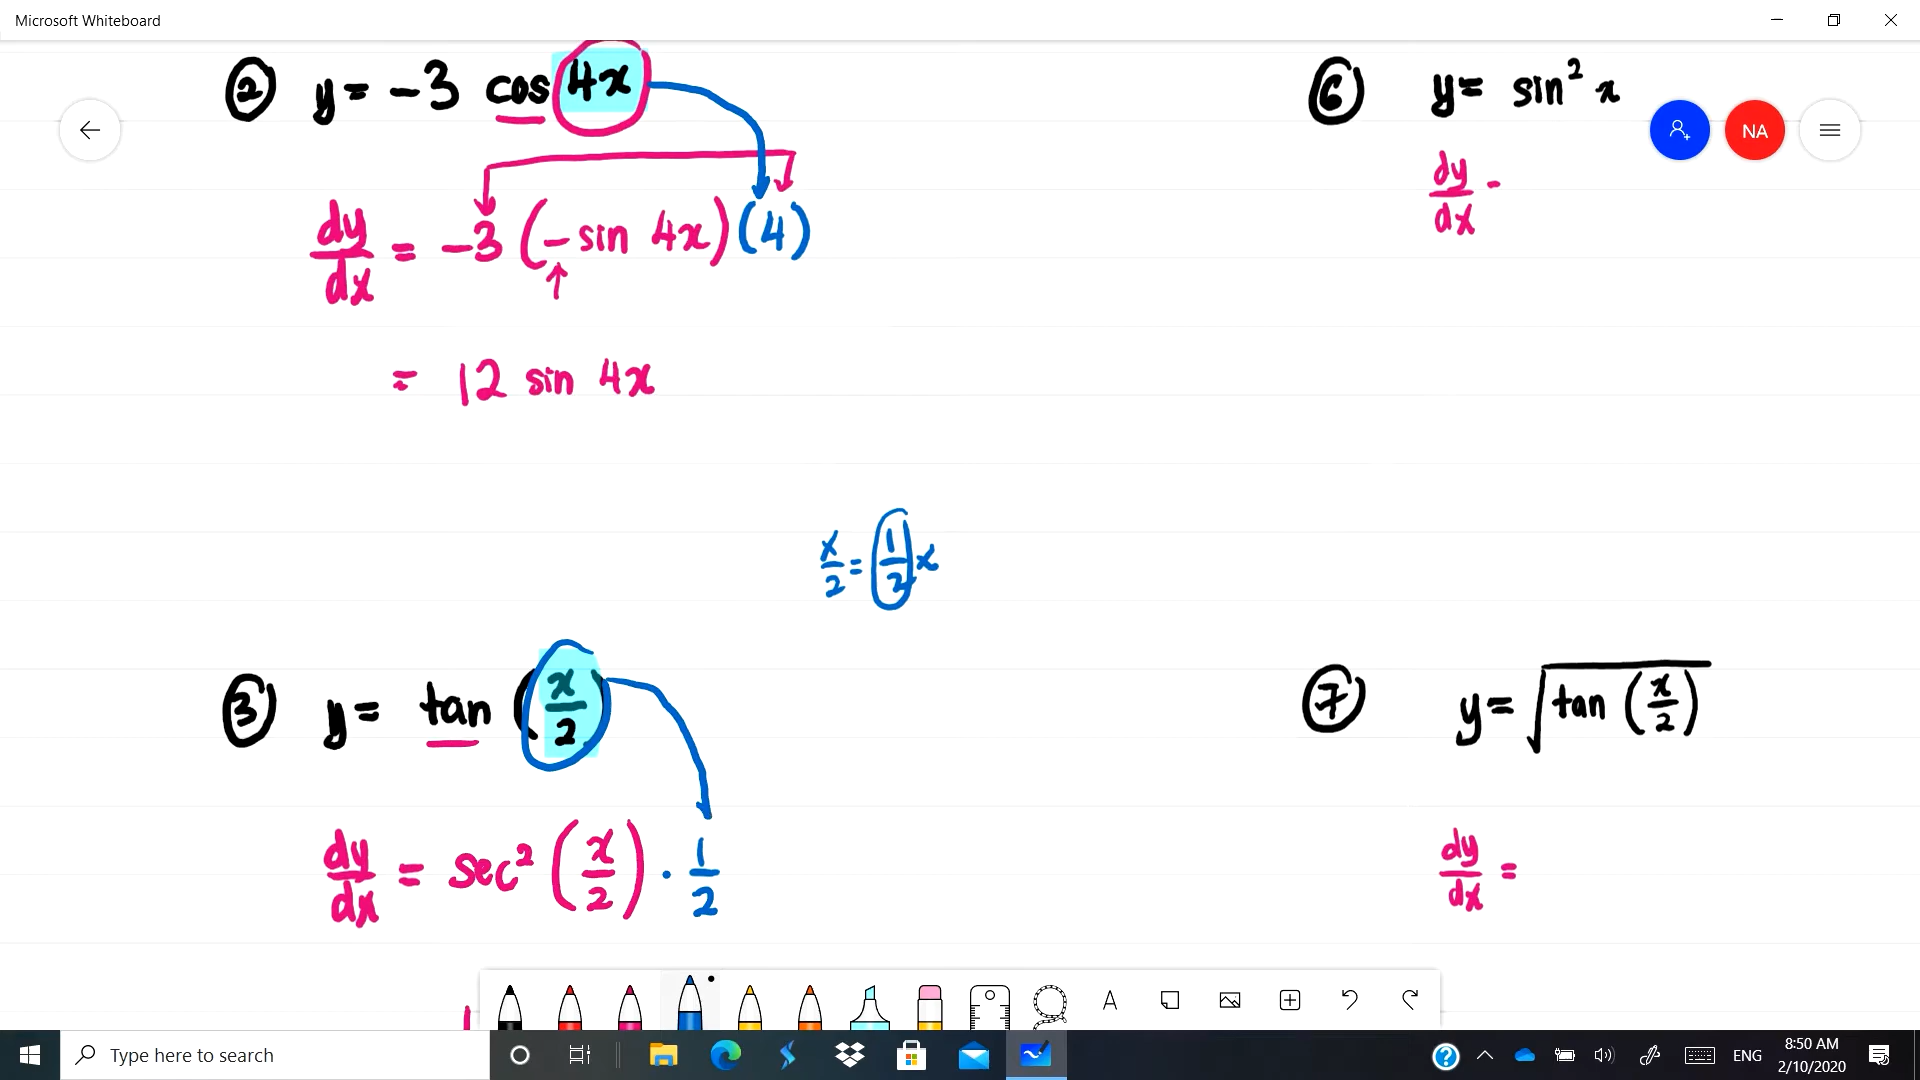 Microsoft Whiteboard
② y = -3 cos 4x
dy/dx = -3 (-sin 4x)(4)
↑
= 12 sin 4x
x/2 = 1/2 x
③ y = tan (x/2)
dy/dx = sec² (x/2) · 1/2
⑥ y = sin² x
NA
dy/dx -
⑦ y = √tan (x/2)
dy/dx =
A
Type here to search
ENG
8:50 AM
2/10/2020